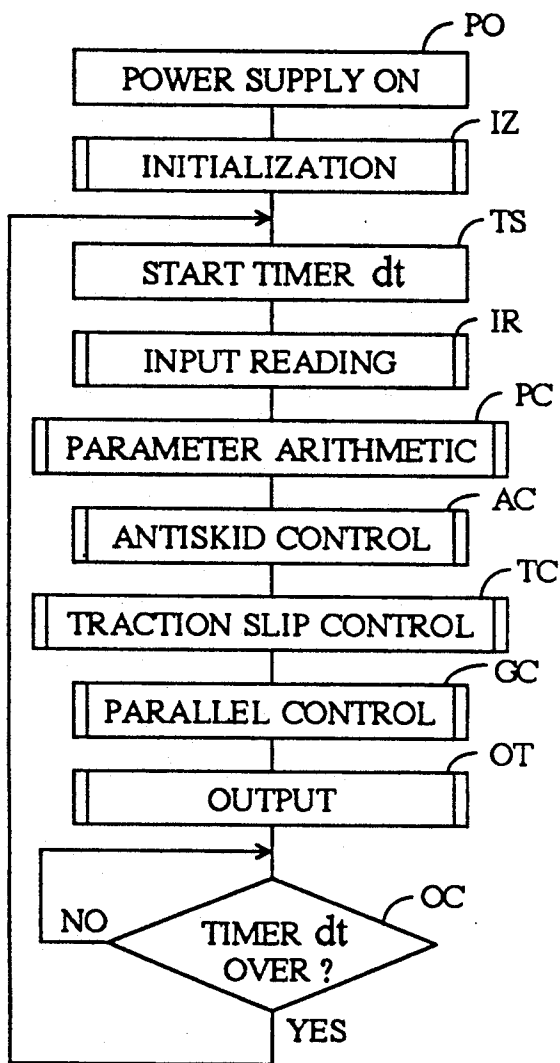 PO
POWER SUPPLY ON
IZ
INITIALIZATION
TS
START TIMER dt
IR
INPUT READING
PC
PARAMETER ARITHMETIC
AC
ANTISKID CONTROL
TC
TRACTION SLIP CONTROL
GC
PARALLEL CONTROL
OT
OUTPUT
OC
NO
TIMER dt
OVER ?
YES